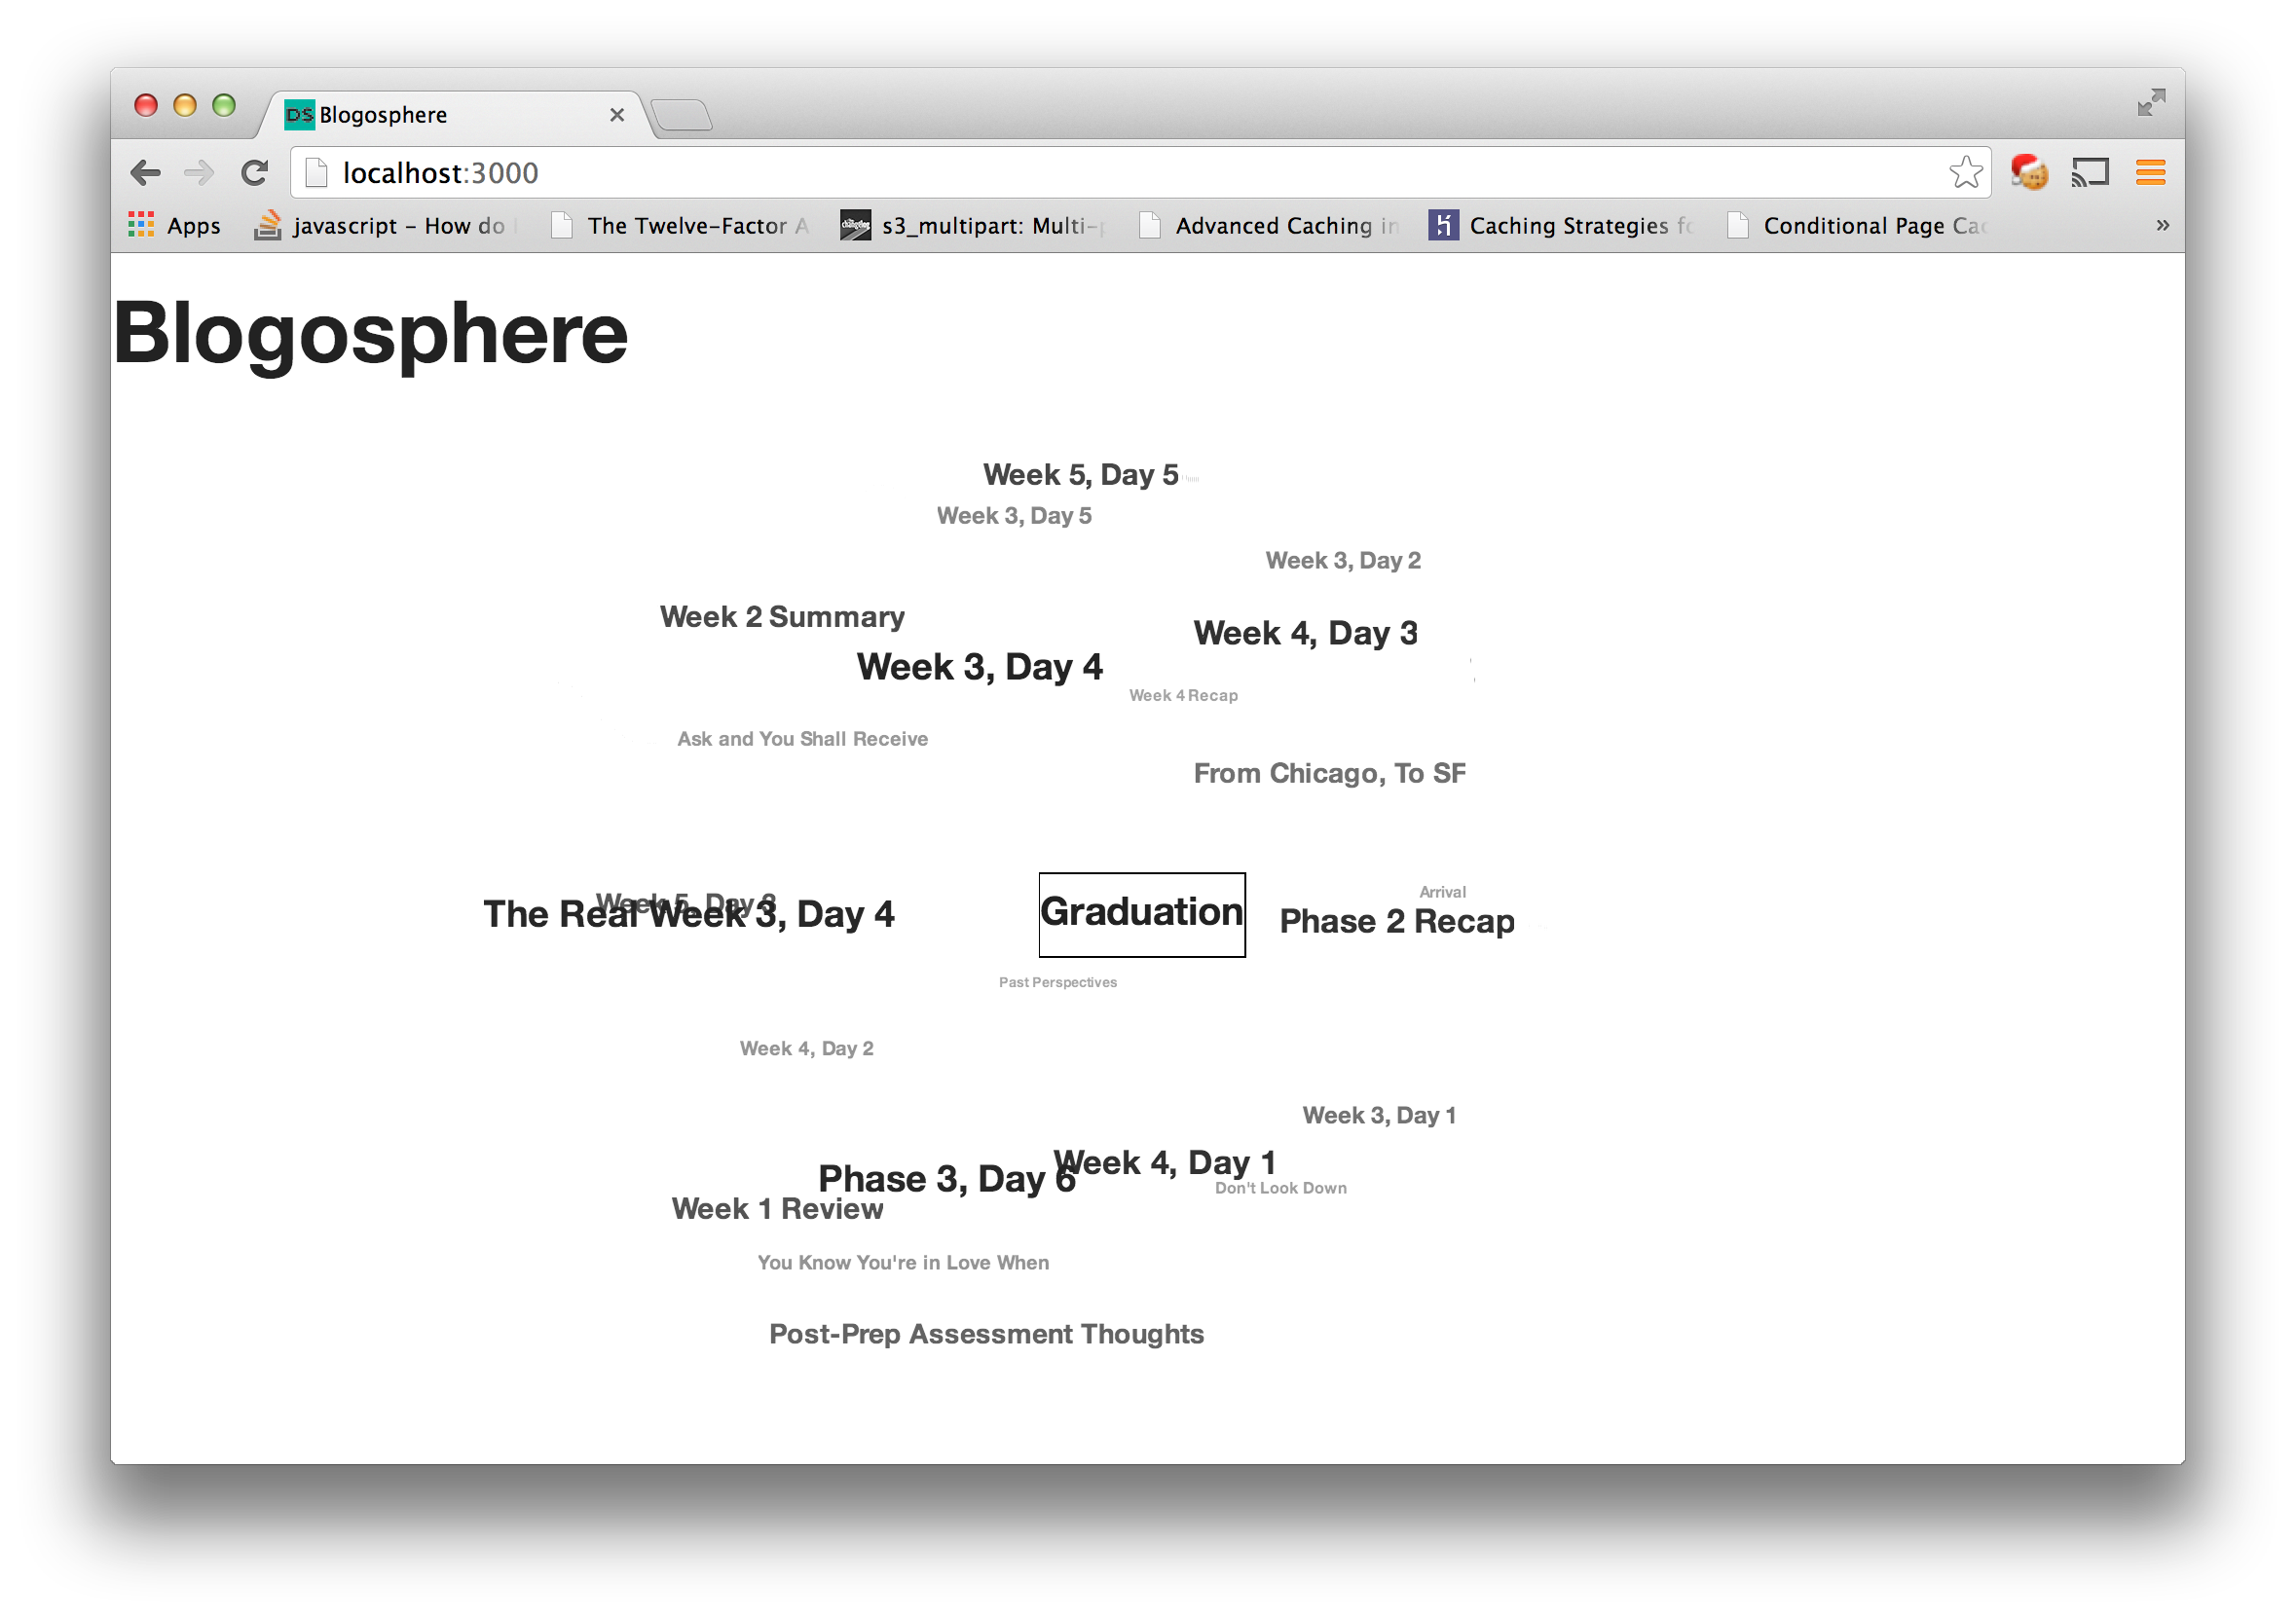 DS Blogosphere
localhost:3000
Apps
javascript – How do
The Twelve-Factor A
s3_multipart: Multi-p
Advanced Caching in
Caching Strategies fo
Conditional Page Cac
»
Blogosphere
Week 5, Day 5
Week 3, Day 5
Week 3, Day 2
Week 2 Summary
Week 4, Day 3
Week 3, Day 4
Week 4 Recap
Ask and You Shall Receive
From Chicago, To SF
Arrival
Week 5, Day
The Real Week 3, Day 4
Graduation
Phase 2 Recap
Past Perspectives
Week 4, Day 2
Week 3, Day 1
Week 4, Day 1
Phase 3, Day 6
Don't Look Down
Week 1 Review
You Know You're in Love When
Post-Prep Assessment Thoughts